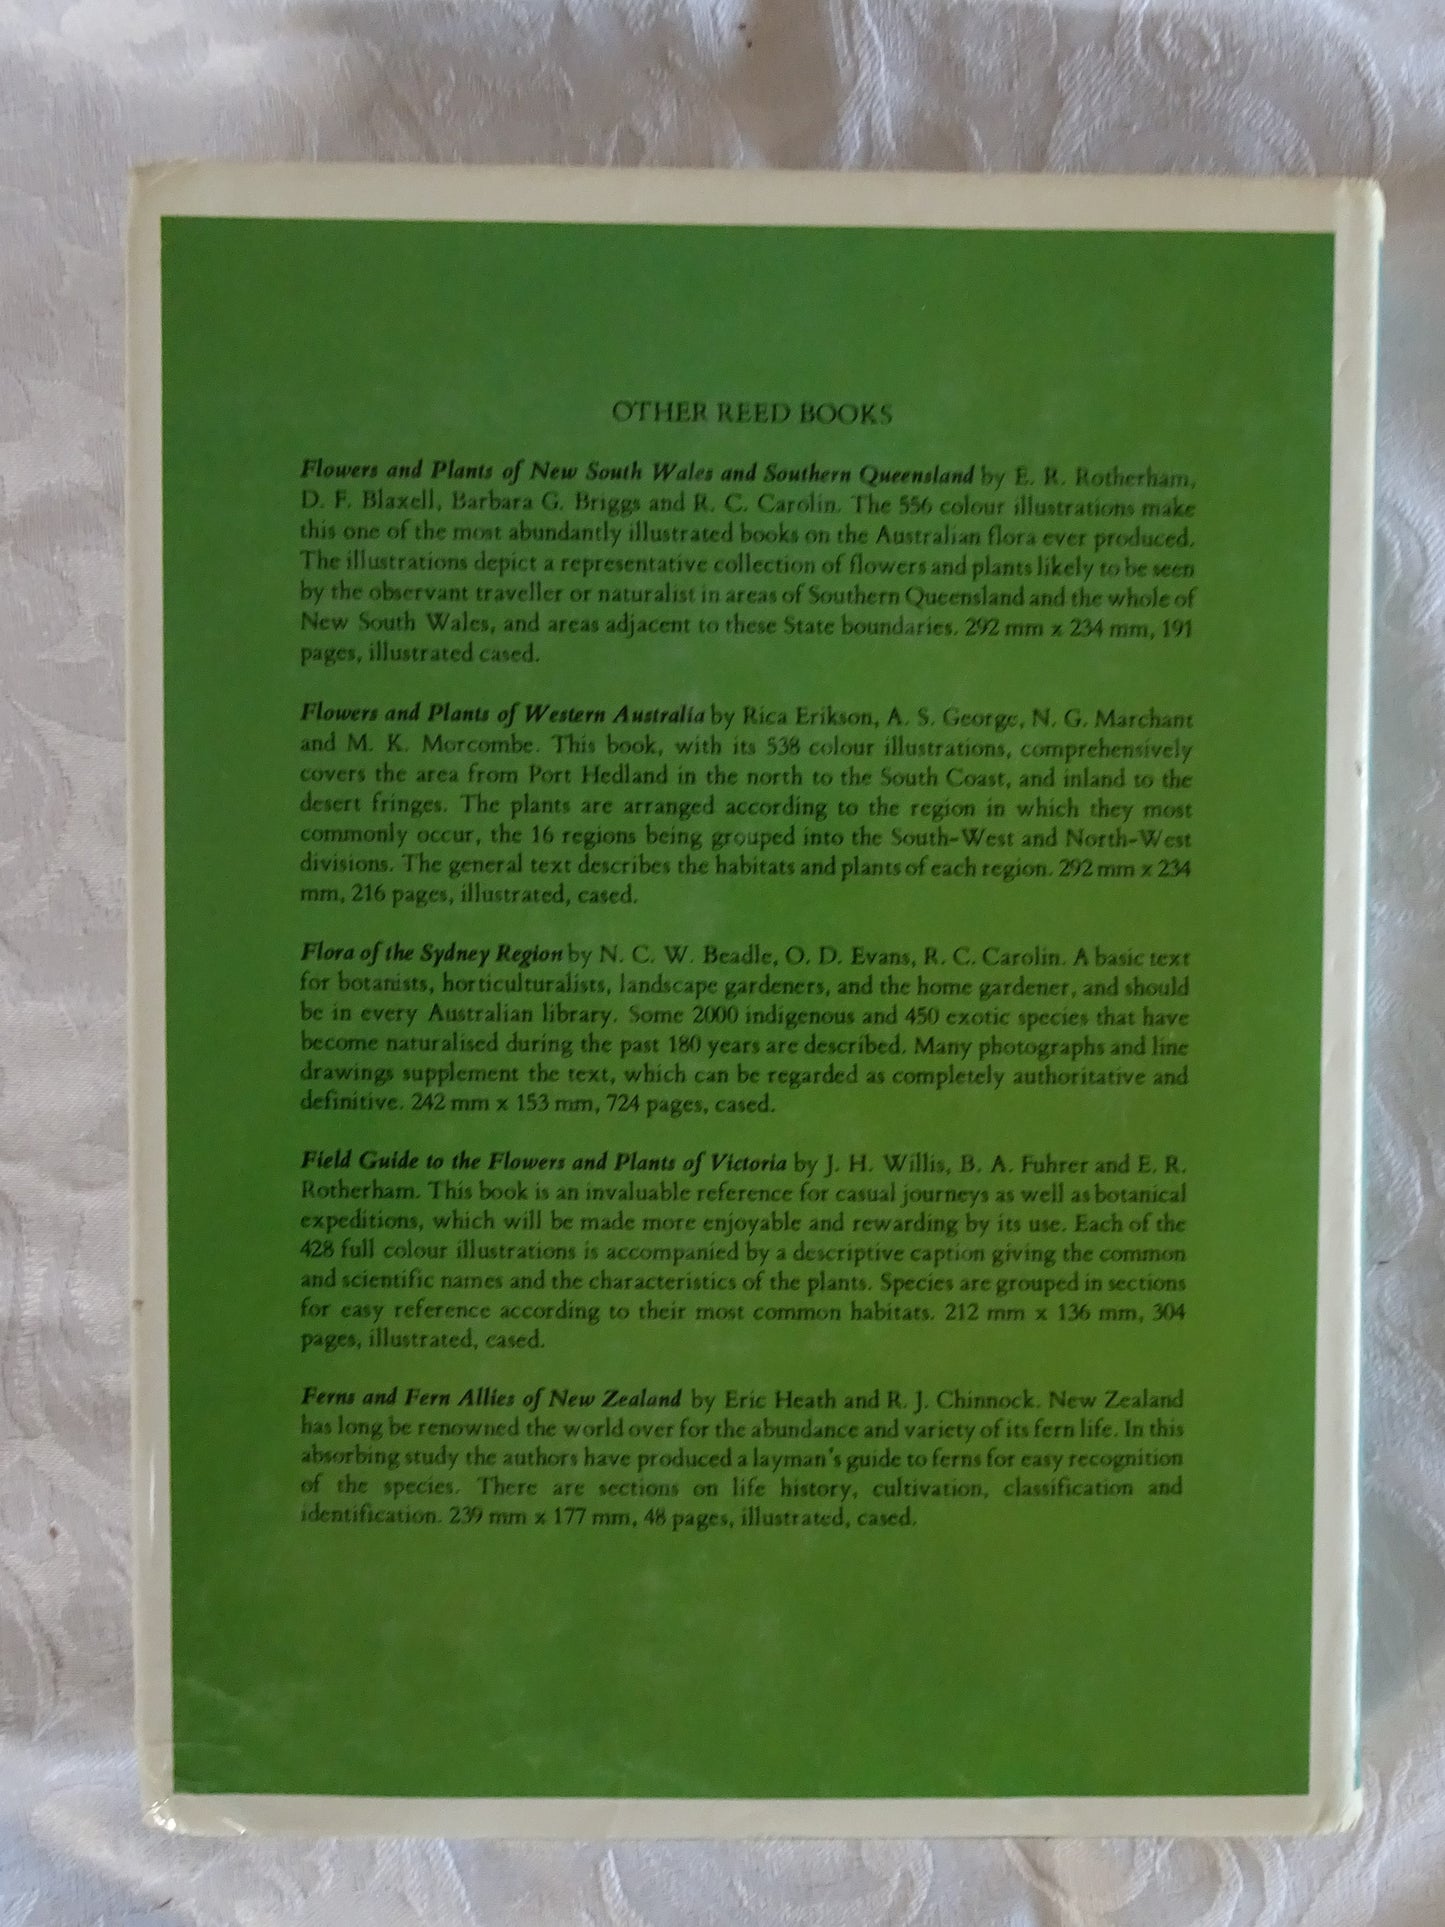 OTHER REED BOOKS
Flowers and Plants of New South Wales and Southern Queensland by E. R. Rotherham,
D. F. Blaxell, Barbara G. Briggs and R. C. Carolin. The 556 colour illustrations make
this one of the most abundantly illustrated books on the Australian flora ever produced.
The illustrations depict a representative collection of flowers and plants likely to be seen
by the observant traveller or naturalist in areas of Southern Queensland and the whole of
New South Wales, and areas adjacent to these State boundaries. 292 mm x 234 mm, 191
pages, illustrated cased.
Flowers and Plants of Western Australia by Rica Erikson, A. S. George, N. G. Marchant
and M. K. Morcombe. This book, with its 538 colour illustrations, comprehensively
covers the area from Port Hedland in the north to the South Coast, and inland to the
desert fringes. The plants are arranged according to the region in which they most
commonly occur, the 16 regions being grouped into the South-West and North-West
divisions. The general text describes the habitats and plants of each region. 292 mm x 234
mm, 216 pages, illustrated, cased.
Flora of the Sydney Region by N. C. W. Beadle, O. D. Evans, R. C. Carolin. A basic text
for botanists, horticulturalists, landscape gardeners, and the home gardener, and should
be in every Australian library. Some 2000 indigenous and 450 exotic species that have
become naturalised during the past 180 years are described. Many photographs and line
drawings supplement the text, which can be regarded as completely authoritative and
definitive. 242 mm x 153 mm, 724 pages, cased.
Field Guide to the Flowers and Plants of Victoria by J. H. Willis, B. A. Fuhrer and E. R.
Rotherham. This book is an invaluable reference for casual journeys as well as botanical
expeditions, which will be made more enjoyable and rewarding by its use. Each of the
428 full colour illustrations is accompanied by a descriptive caption giving the common
and scientific names and the characteristics of the plants. Species are grouped in sections
for easy reference according to their most common habitats. 212 mm x 136 mm, 304
pages, illustrated, cased.
Ferns and Fern Allies of New Zealand by Eric Heath and R. J. Chinnock. New Zealand
has long be renowned the world over for the abundance and variety of its fern life. In this
absorbing study the authors have produced a layman's guide to ferns for easy recognition
of the species. There are sections on life history, cultivation, classification and
identification. 239 mm x 177 mm, 48 pages, illustrated, cased.